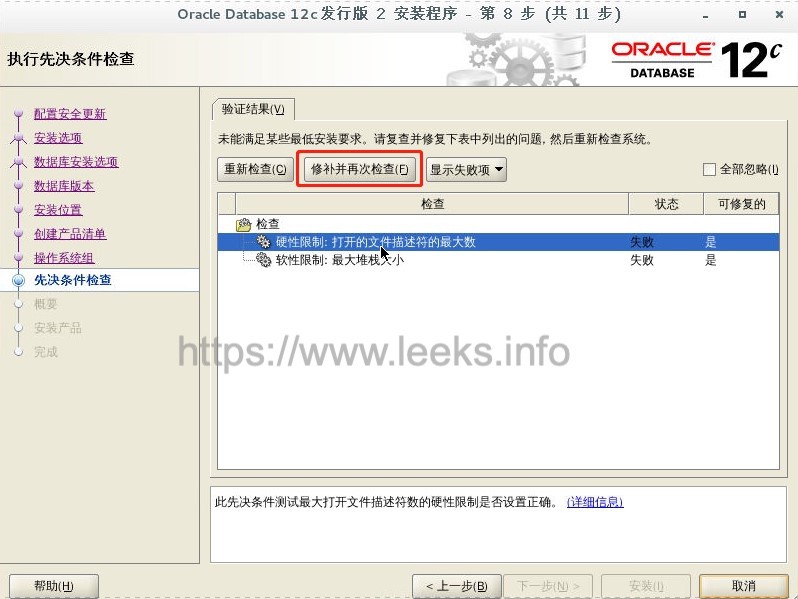 Oracle Database 12c 发行版 2 安装程序 - 第 8 步 (共 11 步)
执行先决条件检查
ORACLE
DATABASE
12c
配置安全更新
安装选项
数据库安装选项
数据库版本
安装位置
创建产品清单
操作系统组
先决条件检查
概要
安装产品
完成
验证结果(V)
未能满足某些最低安装要求。请复查并修复下表中列出的问题, 然后重新检查系统。
重新检查(C) 修补并再次检查(F) 显示失败项 全部忽略(I)
检查 状态 可修复的
检查
硬性限制: 打开的文件描述符的最大数 失败 是
软性限制: 最大堆栈大小 失败 是
https://www.leeks.info
此先决条件测试最大打开文件描述符数的硬性限制是否设置正确。 (详细信息)
帮助(H) < 上一步(B) 下一步(N) > 安装(I) 取消